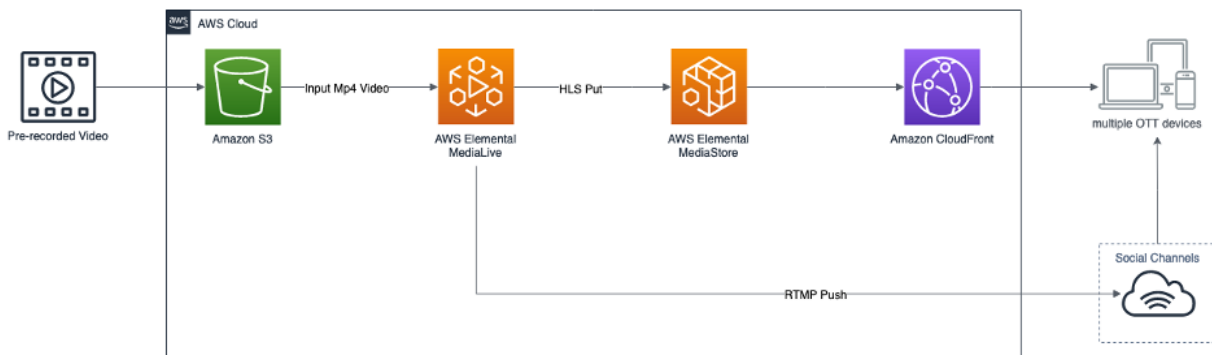 aws
AWS Cloud
Pre-recorded Video
Amazon S3
Input Mp4 Video
AWS Elemental
MediaLive
HLS Put
AWS Elemental
MediaStore
Amazon CloudFront
multiple OTT devices
Social Channels
RTMP Push